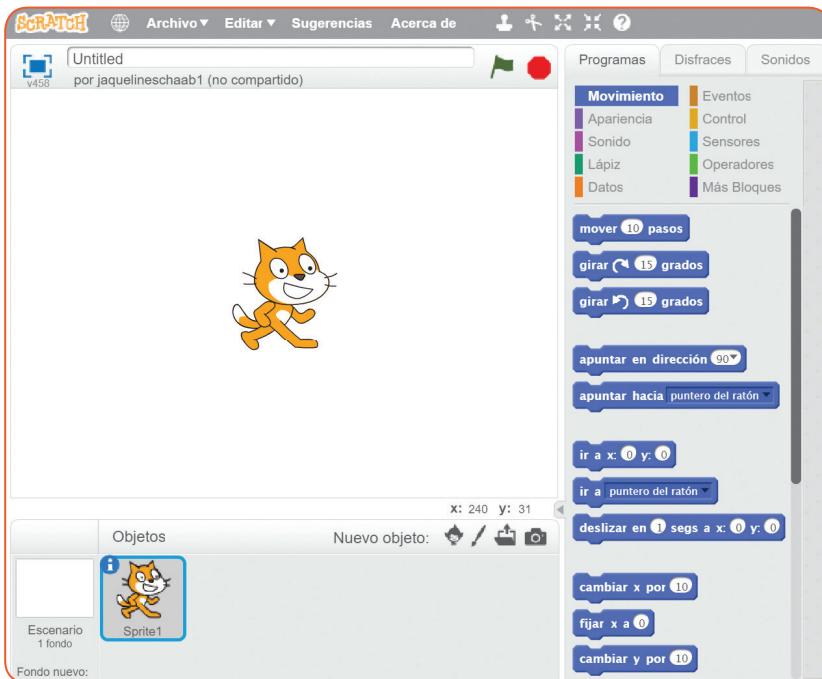 SCRATCH Archivo Editar Sugerencias Acerca de
v458
Untitled
por jaquelineschaab1 (no compartido)
x: 240 y: 31
Objetos Nuevo objeto:
Escenario
1 fondo
Sprite1
Fondo nuevo:
Programas Disfraces Sonidos
Movimiento Eventos
Apariencia Control
Sonido Sensores
Lápiz Operadores
Datos Más Bloques
mover 10 pasos
girar 15 grados
girar 15 grados
apuntar en dirección 90
apuntar hacia puntero del ratón
ir a x: 0 y: 0
ir a puntero del ratón
deslizar en 1 segs a x: 0 y: 0
cambiar x por 10
fijar x a 0
cambiar y por 10